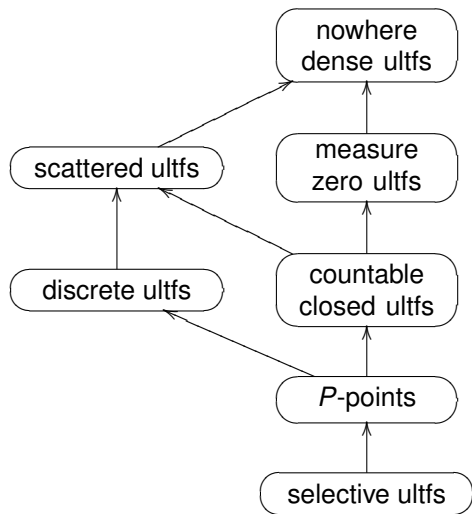 nowhere
dense ultfs
scattered ultfs
measure
zero ultfs
discrete ultfs
countable
closed ultfs
P-points
selective ultfs